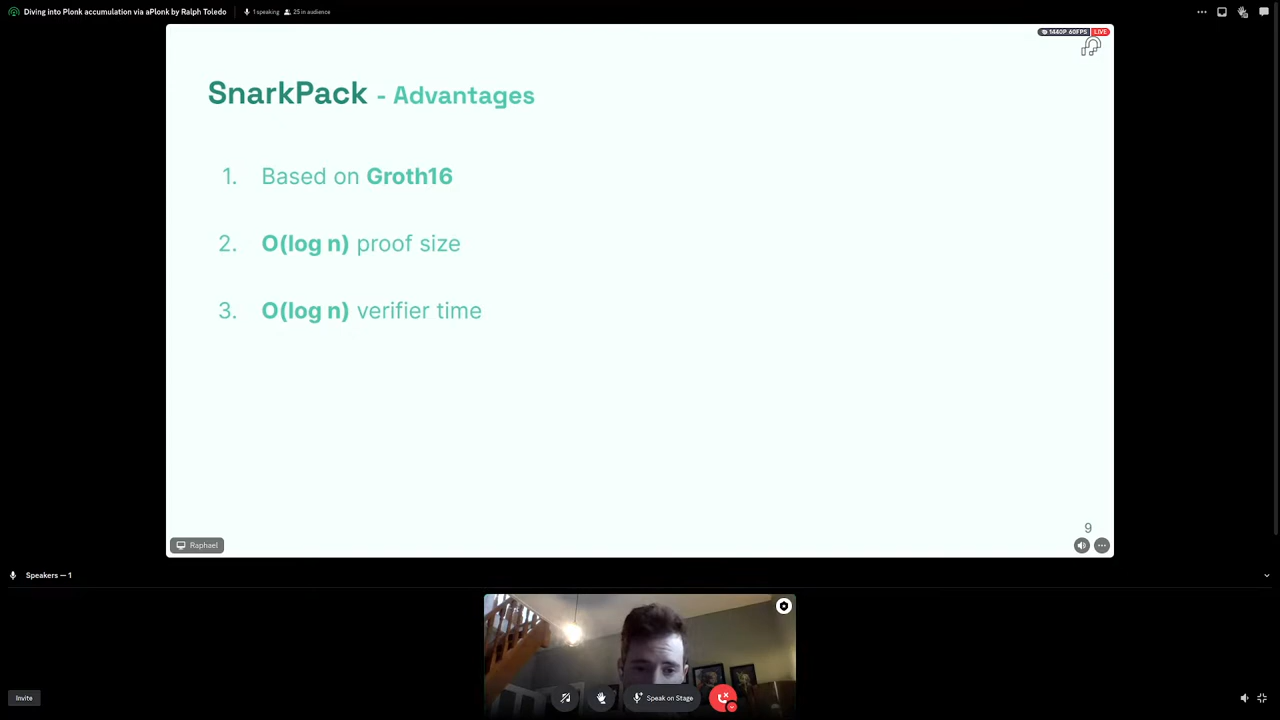 Diving into Plonk accumulation via aPlonk by Ralph Toledo
1 speaking
25 in audience
1440P 60FPS LIVE
SnarkPack - Advantages
1. Based on Groth16
2. O(log n) proof size
3. O(log n) verifier time
9
Raphael
Speakers — 1
Speak on Stage
Invite